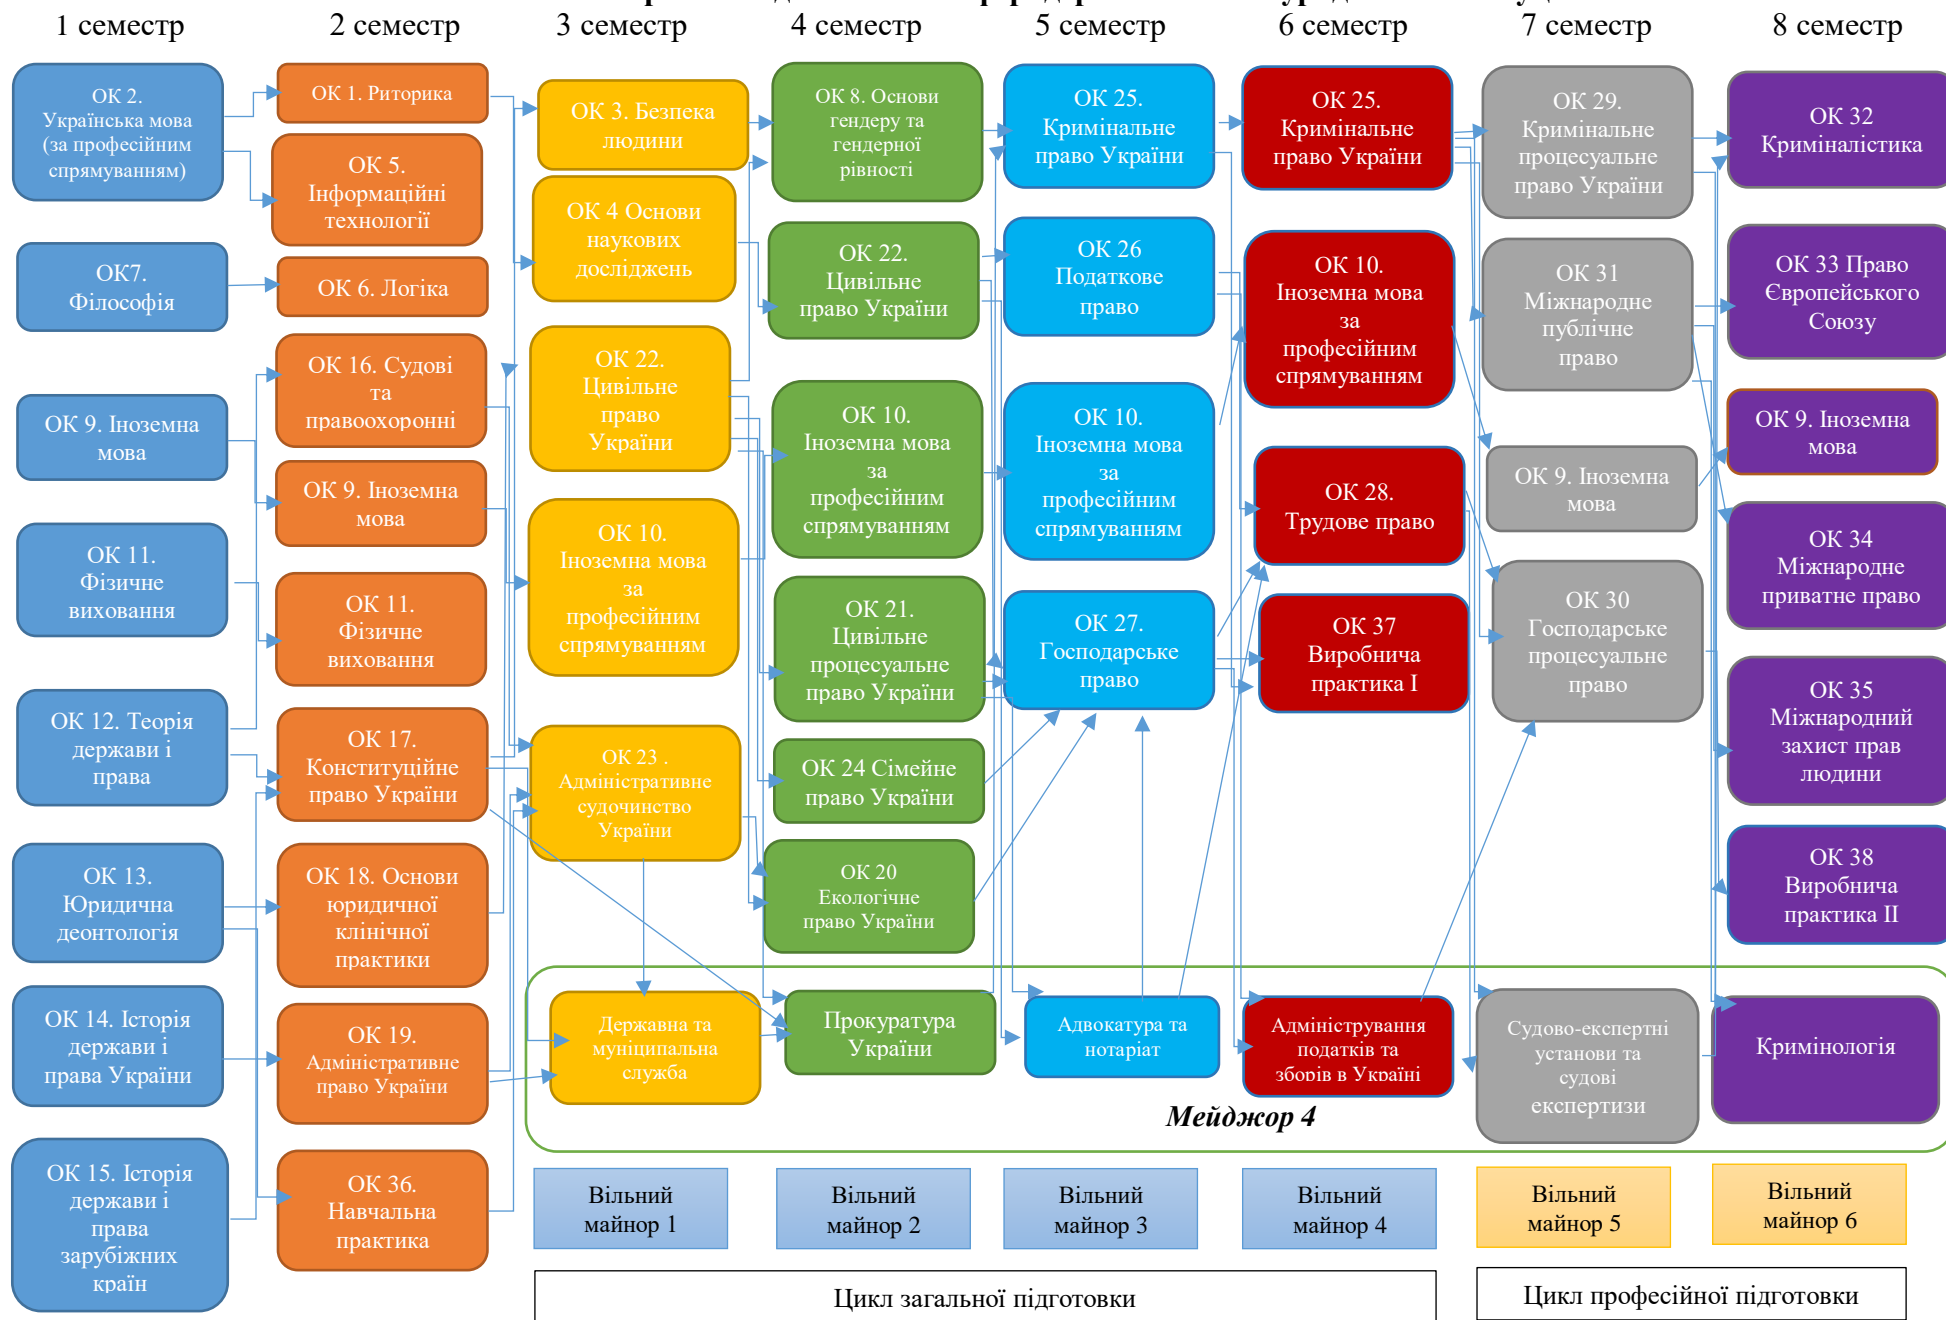 1 семестр
2 семестр
3 семестр
4 семестр
5 семестр
6 семестр
7 семестр
8 семестр
ОК 2.
Українська мова
(за професійним
спрямуванням)
ОК7.
Філософія
ОК 9. Іноземна
мова
ОК 11.
Фізичне
виховання
ОК 12. Теорія
держави і
права
ОК 13.
Юридична
деонтологія
ОК 14. Історія
держави і
права України
ОК 15. Історія
держави і
права
зарубіжних
країн
ОК 1. Риторика
ОК 5.
Інформаційні
технології
ОК 6. Логіка
ОК 16. Судові
та
правоохоронні
ОК 9. Іноземна
мова
ОК 11.
Фізичне
виховання
ОК 17.
Конституційне
право України
ОК 18. Основи
юридичної
клінічної
практики
ОК 19.
Адміністративне
право України
ОК 36.
Навчальна
практика
ОК 3. Безпека
людини
ОК 4 Основи
наукових
досліджень
ОК 22.
Цивільне
право
України
ОК 10.
Іноземна мова
за
професійним
спрямуванням
ОК 23 .
Адміністративне
судочинство
України
Державна та
муніципальна
служба
ОК 8. Основи
гендеру та
гендерної
рівності
ОК 22.
Цивільне
право України
ОК 10.
Іноземна мова
за
професійним
спрямуванням
ОК 21.
Цивільне
процесуальне
право України
ОК 24 Сімейне
право України
ОК 20
Екологічне
право України
Прокуратура
України
ОК 25.
Кримінальне
право України
ОК 26
Податкове
право
ОК 10.
Іноземна мова
за
професійним
спрямуванням
ОК 27.
Господарське
право
Адвокатура та
нотаріат
ОК 25.
Кримінальне
право України
ОК 10.
Іноземна мова
за
професійним
спрямуванням
ОК 28.
Трудове право
ОК 37
Виробнича
практика I
Адміністрування
податків та
зборів в Україні
ОК 29.
Кримінальне
процесуальне
право України
ОК 31
Міжнародне
публічне
право
ОК 9. Іноземна
мова
ОК 30
Господарське
процесуальне
право
Судово-експертні
установи та
судові
експертизи
ОК 32
Криміналістика
ОК 33 Право
Європейського
Союзу
ОК 9. Іноземна
мова
ОК 34
Міжнародне
приватне право
ОК 35
Міжнародний
захист прав
людини
ОК 38
Виробнича
практика II
Кримінологія
Мейджор 4
Вільний
майнор 1
Вільний
майнор 2
Вільний
майнор 3
Вільний
майнор 4
Вільний
майнор 5
Вільний
майнор 6
Цикл загальної підготовки
Цикл професійної підготовки